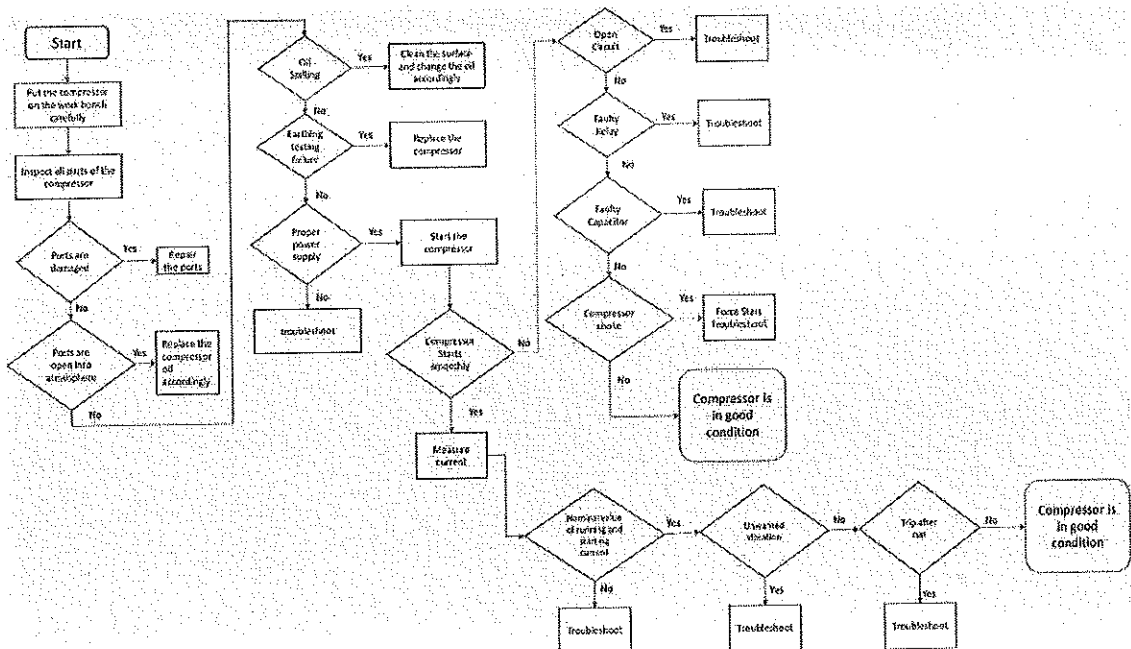 Start
Put the compressor
on the work bench
carefully
Inspect all parts of the
compressor
Ports are
damaged
Yes
Repair
the ports
No
Ports are
open into
atmosphere
Yes
Replace the
compressor
oil
accordingly
No
Oil
Spilling
Yes
Clean the surface
and change the oil
accordingly
No
Earthing
testing
failure
Yes
Replace the
compressor
No
Proper
power
supply
Yes
Start the
compressor
No
troubleshoot
Compressor
Starts
smoothly
No
Yes
Measure
current
Open
Circuit
Yes
Troubleshoot
No
Faulty
Relay
Yes
Troubleshoot
No
Faulty
Capacitor
Yes
Troubleshoot
No
Compressor
Yes
Force Start
Troubleshoot
No
Compressor is
in good
condition
Nominal value
of running and
starting
current
Yes
No
Troubleshoot
Unwanted
vibration
No
Yes
Troubleshoot
Trip after
No
Yes
Troubleshoot
Compressor is
in good
condition